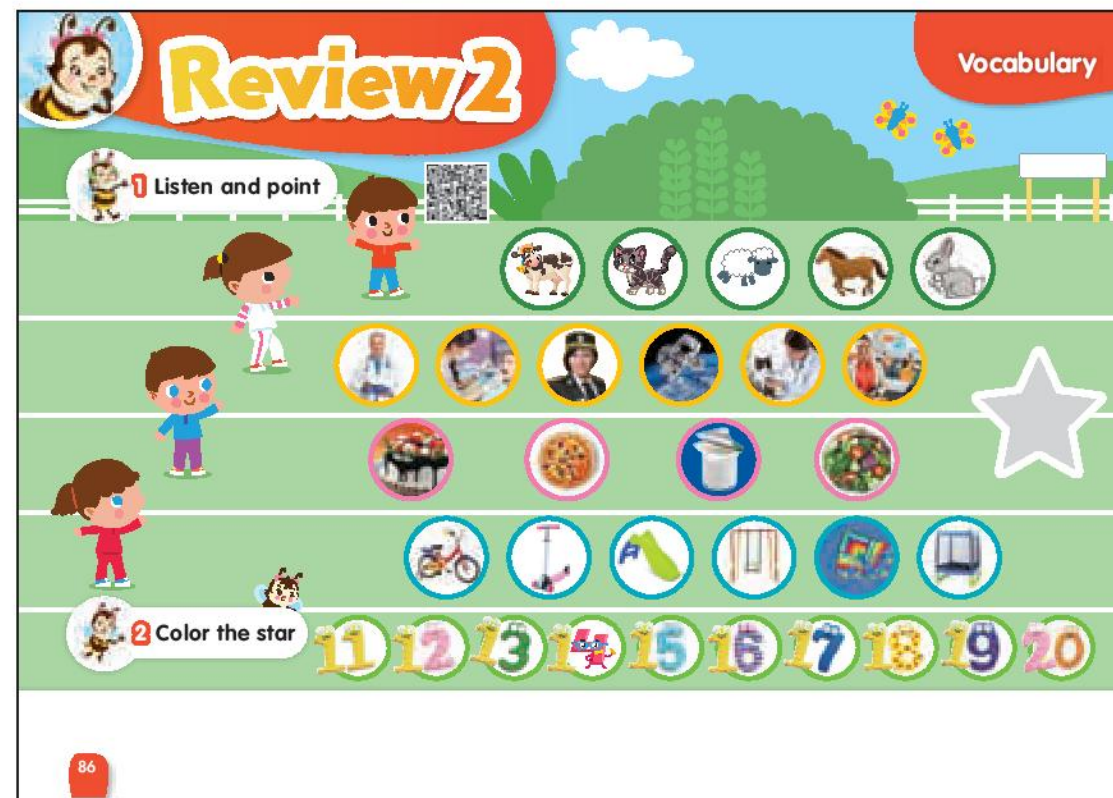 Review 2
Vocabulary
1 Listen and point
2 Color the star
11 12 13 14 15 16 17 18 19 20
86